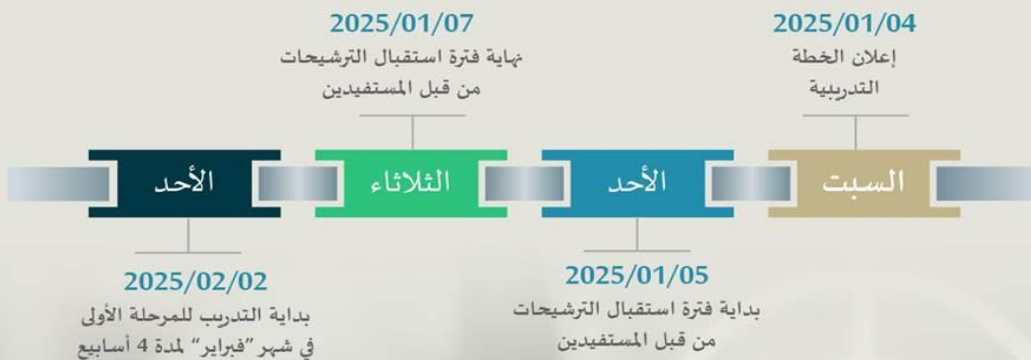 2025/01/04
إعلان الخطة
التدريبية
السبت
الأحد
2025/01/05
بداية فترة استقبال الترشيحات
من قبل المستفيدين
2025/01/07
نهاية فترة استقبال الترشيحات
من قبل المستفيدين
الثلاثاء
الأحد
2025/02/02
بداية التدريب للمرحلة الأولى
في شهر "فبراير" لمدة 4 أسابيع